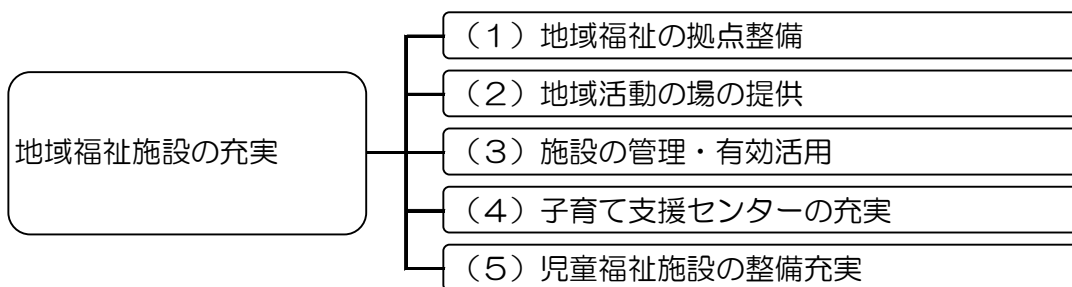 地域福祉施設の充実
（１）地域福祉の拠点整備
（２）地域活動の場の提供
（３）施設の管理・有効活用
（４）子育て支援センターの充実
（５）児童福祉施設の整備充実